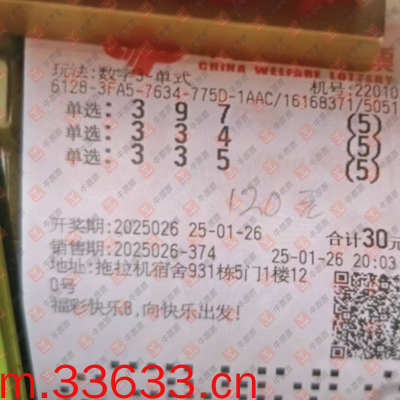 CHINA WELFARE LOTTERY
玩法:数字3-单式 机号:22010
6128-3FA5-7634-775D-1AAC/16168371/5051
单选: 3 9 7 (5)
单选: 3 3 4 (5)
单选: 3 3 5 (5)
120元
开奖期:2025026 25-01-26 合计30元
销售期:2025026-374 25-01-26 20:03
地址:拖拉机宿舍931栋5门1楼12
0号
福彩快乐8,向快乐出发!
m.33633.cn